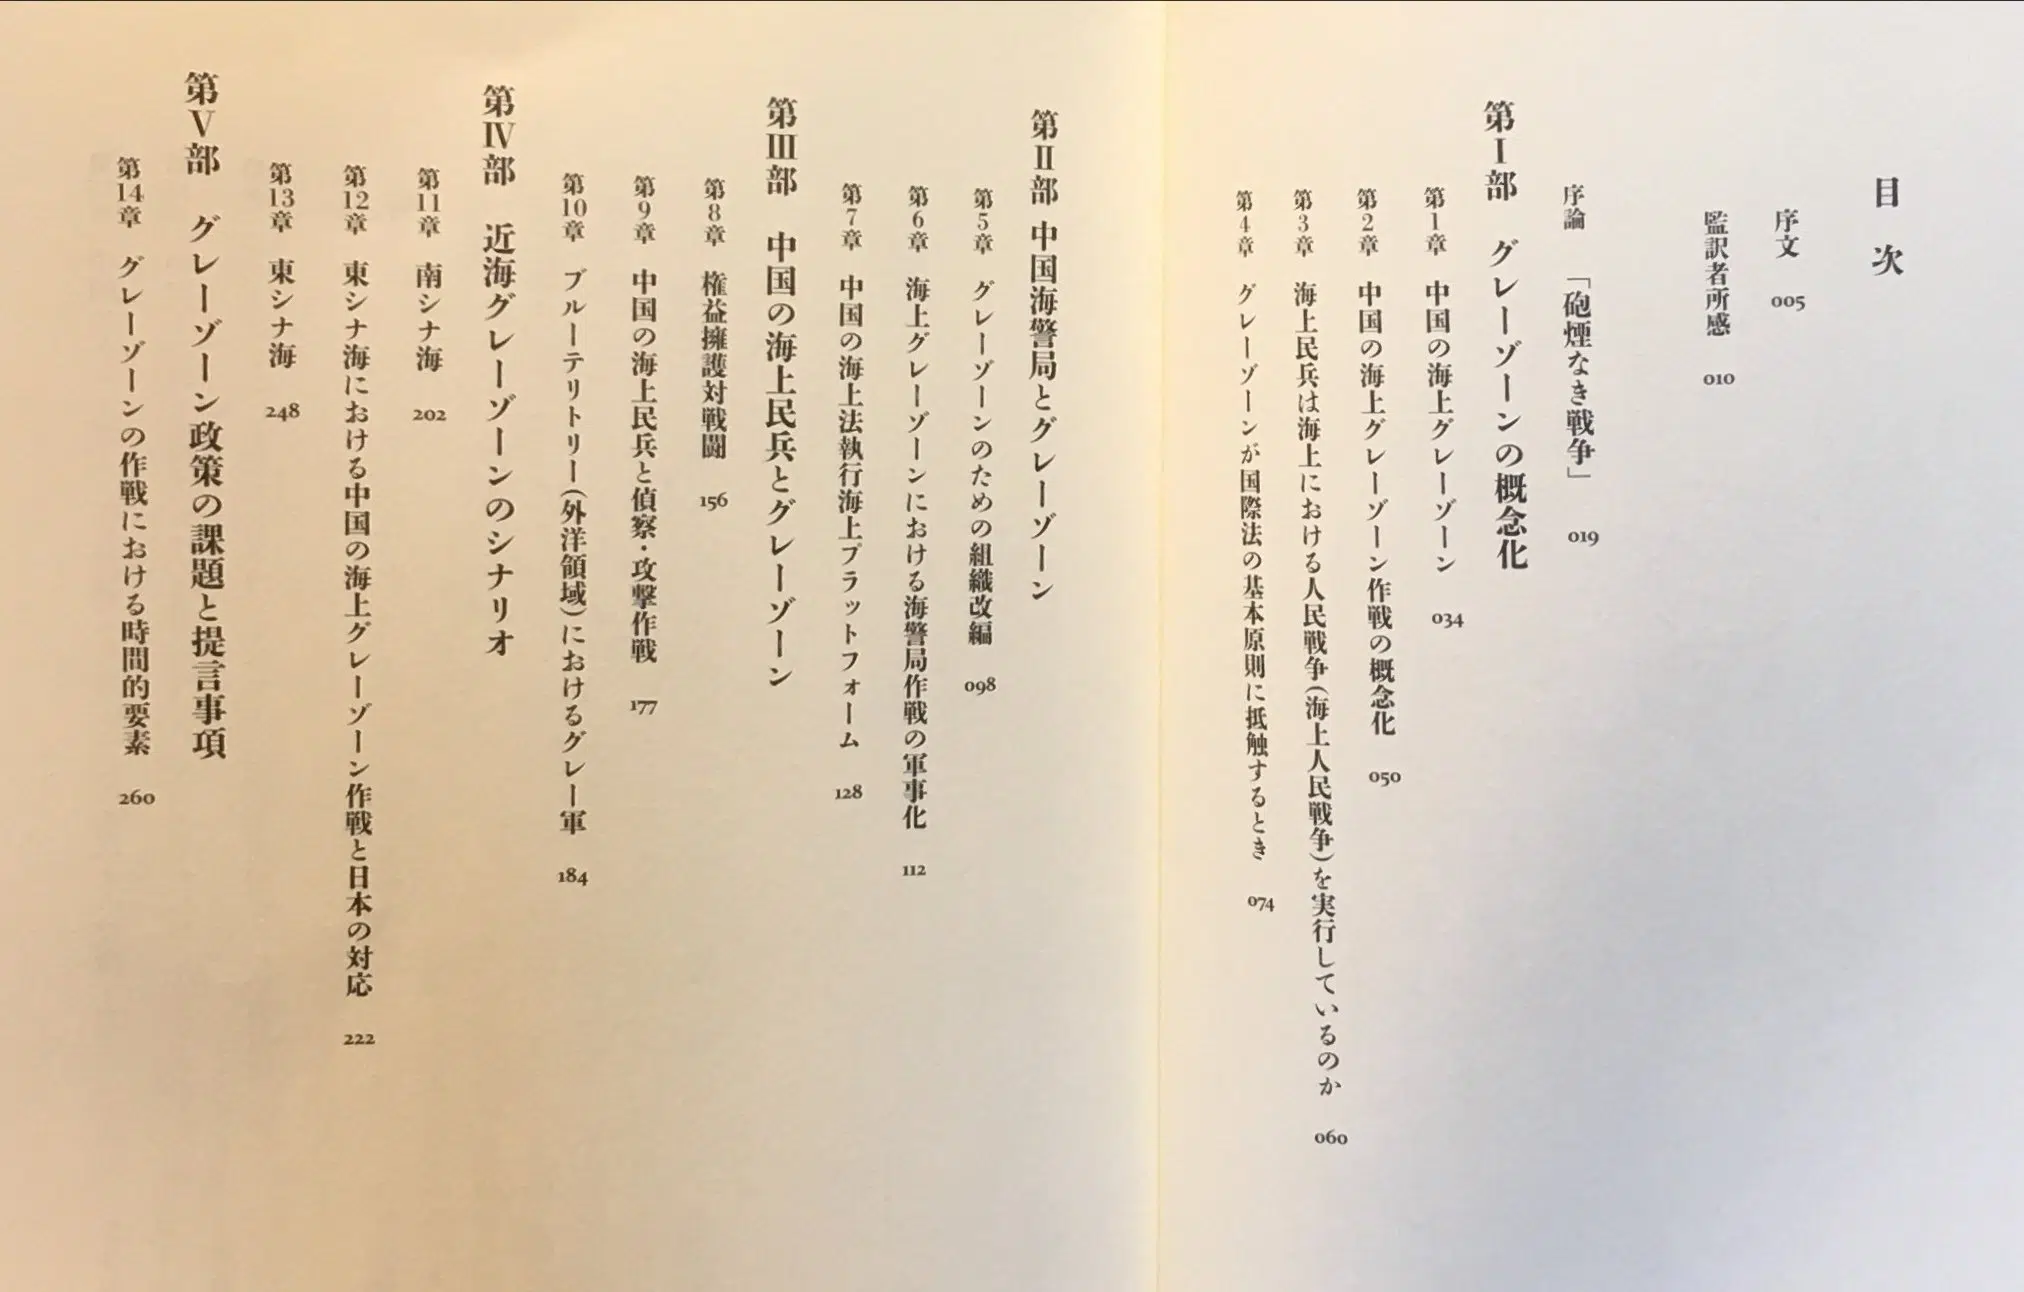 目次
序文 005
監訳者所感 010
序論 「砲煙なき戦争」 019
第Ⅰ部 グレーゾーンの概念化
第1章 中国の海上グレーゾーン 034
第2章 中国の海上グレーゾーン作戦の概念化 050
第3章 海上民兵は海上における人民戦争(海上人民戦争)を実行しているのか 060
第4章 グレーゾーンが国際法の基本原則に抵触するとき 074
第Ⅱ部 中国海警局とグレーゾーン
第5章 グレーゾーンのための組織改編 098
第6章 海上グレーゾーンにおける海警局作戦の軍事化 112
第7章 中国の海上法執行海上プラットフォーム 128
第Ⅲ部 中国の海上民兵とグレーゾーン
第8章 権益擁護対戦闘 156
第9章 中国の海上民兵と偵察・攻撃作戦 177
第10章 ブルーテリトリー(外洋領域)におけるグレー軍 184
第Ⅳ部 近海グレーゾーンのシナリオ
第11章 南シナ海 202
第12章 東シナ海における中国の海上グレーゾーン作戦と日本の対応 222
第13章 東シナ海 248
第Ⅴ部 グレーゾーン政策の課題と提言事項
第14章 グレーゾーンの作戦における時間的要素 260